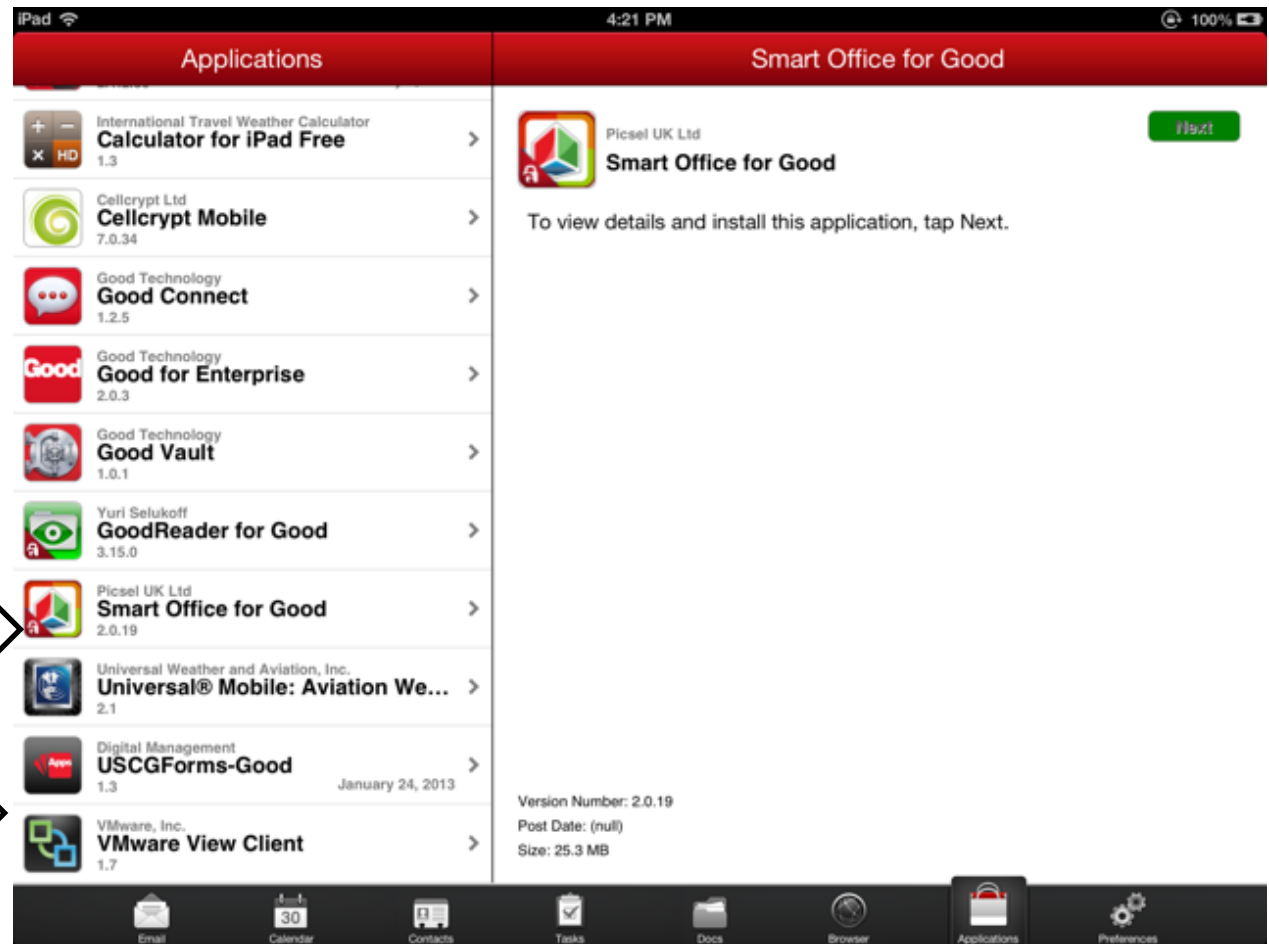 iPad
4:21 PM
100%
Applications
Smart Office for Good
International Travel Weather Calculator
Calculator for iPad Free
1.3
+ −
× HD
Cellcrypt Ltd
Cellcrypt Mobile
7.0.34
Good Technology
Good Connect
1.2.5
Good Technology
Good
Good for Enterprise
2.0.3
Good Technology
Good Vault
1.0.1
Yuri Selukoff
GoodReader for Good
3.15.0
Picsel UK Ltd
Smart Office for Good
2.0.19
Universal Weather and Aviation, Inc.
Universal® Mobile: Aviation We...
2.1
Digital Management
Apps
USCGForms-Good
1.3
January 24, 2013
VMware, Inc.
VMware View Client
1.7
Picsel UK Ltd
Smart Office for Good
Next
To view details and install this application, tap Next.
Version Number: 2.0.19
Post Date: (null)
Size: 25.3 MB
30
Email
Calendar
Contacts
Tasks
Docs
Browser
Applications
Preferences